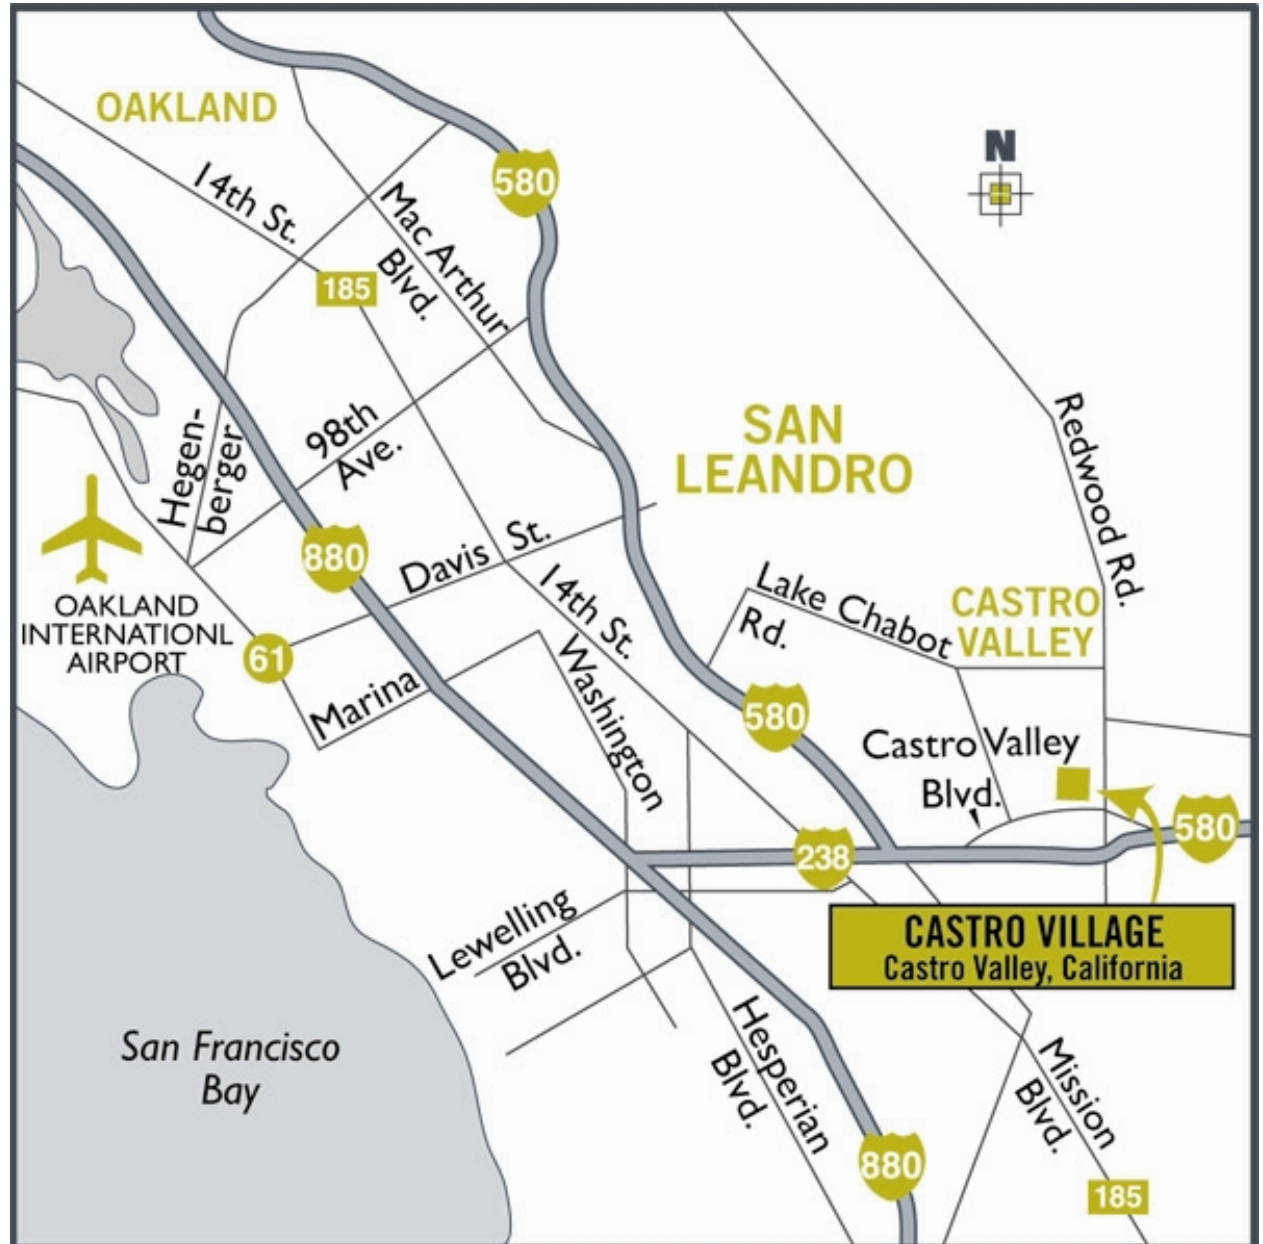 OAKLAND
N
580
14th St.
Mac Arthur
Blvd.
185
98th
Ave.
Hegen-
berger
SAN
LEANDRO
Redwood Rd.
880
Davis St.
OAKLAND
INTERNATIONL
AIRPORT
61
14th St.
Lake Chabot
Rd.
CASTRO
VALLEY
Marina
Washington
580
Castro Valley
Blvd.
580
238
Lewelling
Blvd.
CASTRO VILLAGE
Castro Valley, California
San Francisco
Bay
Hesperian
Blvd.
Mission
Blvd.
880
185